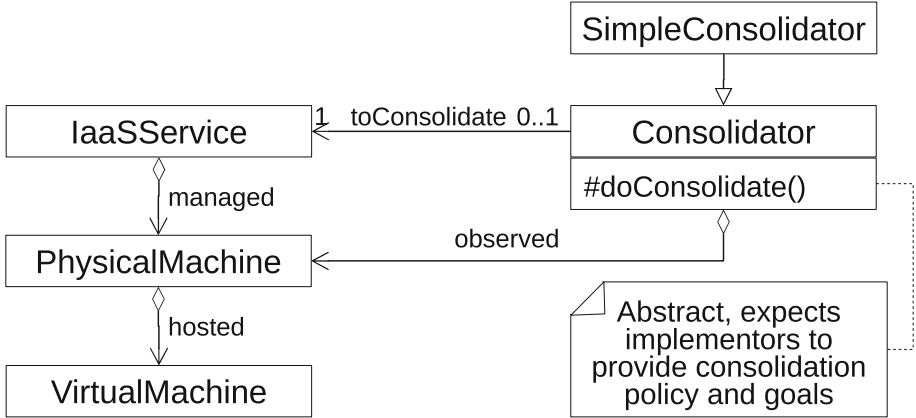 SimpleConsolidator
1 toConsolidate 0..1
IaaSService
Consolidator
managed
#doConsolidate()
observed
PhysicalMachine
hosted
Abstract, expects
implementors to
provide consolidation
policy and goals
VirtualMachine